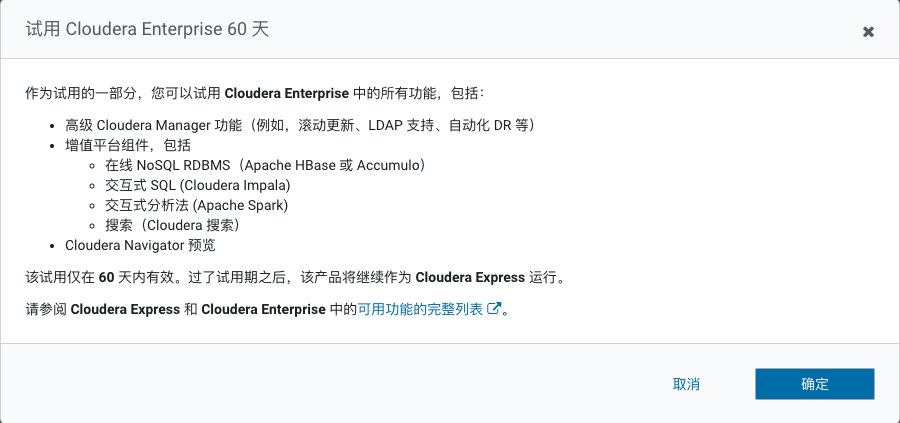 试用 Cloudera Enterprise 60 天
作为试用的一部分，您可以试用 Cloudera Enterprise 中的所有功能，包括：
高级 Cloudera Manager 功能（例如，滚动更新、LDAP 支持、自动化 DR 等）
增值平台组件，包括
在线 NoSQL RDBMS（Apache HBase 或 Accumulo）
交互式 SQL (Cloudera Impala)
交互式分析法 (Apache Spark)
搜索（Cloudera 搜索）
Cloudera Navigator 预览
该试用仅在 60 天内有效。过了试用期之后，该产品将继续作为 Cloudera Express 运行。
请参阅 Cloudera Express 和 Cloudera Enterprise 中的可用功能的完整列表。
取消
确定